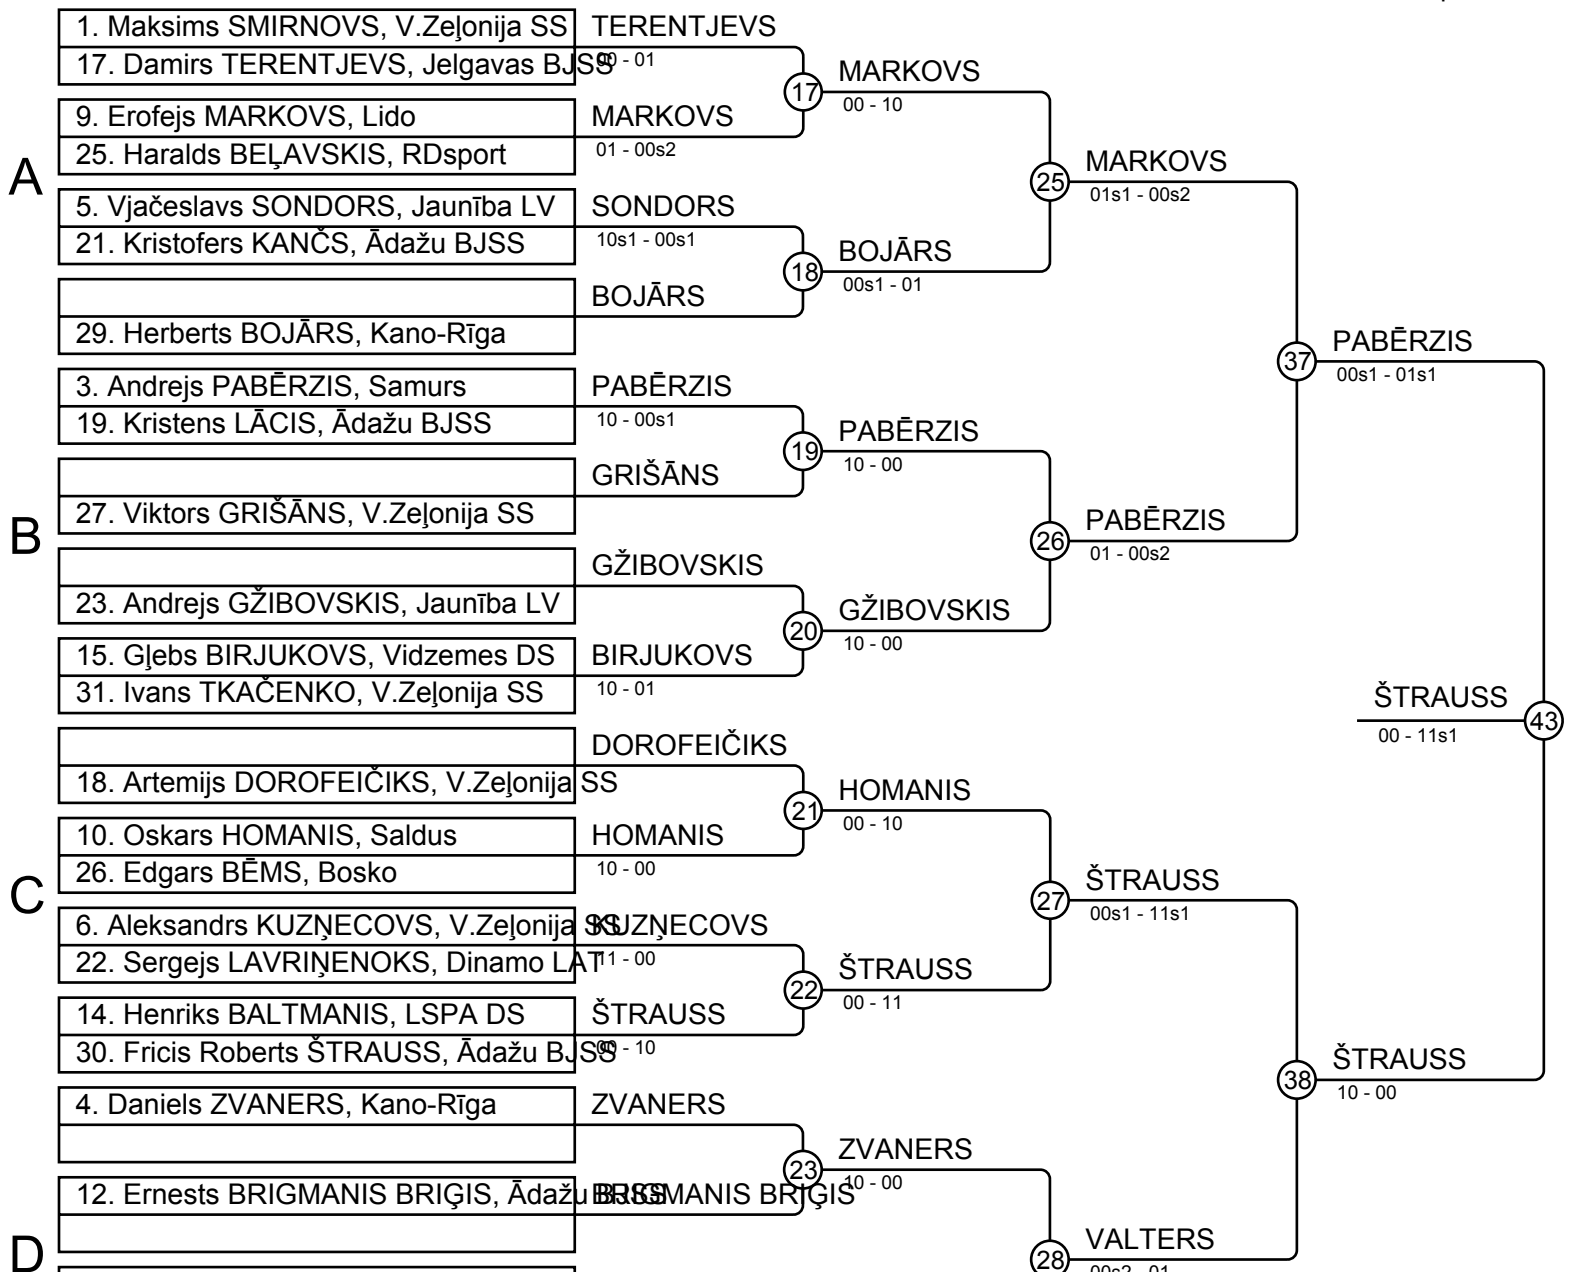 1. Maksims SMIRNOVS, V.Zeļonija SS
TERENTJEVS
17. Damirs TERENTJEVS, Jelgavas BJSS
00 - 01
17
MARKOVS
00 - 10
9. Erofejs MARKOVS, Lido
MARKOVS
25. Haralds BEĻAVSKIS, RDsport
01 - 00s2
A
25
MARKOVS
01s1 - 00s2
5. Vjačeslavs SONDORS, Jaunība LV
SONDORS
21. Kristofers KANČS, Ādažu BJSS
10s1 - 00s1
18
BOJĀRS
00s1 - 01
BOJĀRS
29. Herberts BOJĀRS, Kano-Rīga
37
PABĒRZIS
00s1 - 01s1
3. Andrejs PABĒRZIS, Samurs
PABĒRZIS
19. Kristens LĀCIS, Ādažu BJSS
10 - 00s1
19
PABĒRZIS
10 - 00
GRIŠĀNS
27. Viktors GRIŠĀNS, V.Zeļonija SS
B
26
PABĒRZIS
01 - 00s2
GŽIBOVSKIS
23. Andrejs GŽIBOVSKIS, Jaunība LV
20
GŽIBOVSKIS
10 - 00
15. Gļebs BIRJUKOVS, Vidzemes DS
BIRJUKOVS
31. Ivans TKAČENKO, V.Zeļonija SS
10 - 01
ŠTRAUSS
43
00 - 11s1
DOROFEIČIKS
18. Artemijs DOROFEIČIKS, V.Zeļonija SS
21
HOMANIS
00 - 10
10. Oskars HOMANIS, Saldus
HOMANIS
26. Edgars BĒMS, Bosko
10 - 00
C
27
ŠTRAUSS
00s1 - 11s1
6. Aleksandrs KUZŅECOVS, V.Zeļonija SS
KUZŅECOVS
22. Sergejs LAVRIŅENOKS, Dinamo LAT
11 - 00
22
ŠTRAUSS
00 - 11
14. Henriks BALTMANIS, LSPA DS
ŠTRAUSS
30. Fricis Roberts ŠTRAUSS, Ādažu BJSS
00 - 10
38
ŠTRAUSS
10 - 00
4. Daniels ZVANERS, Kano-Rīga
ZVANERS
23
ZVANERS
10 - 00
12. Ernests BRIGMANIS BRIĢIS, Ādažu BJSS
BRIGMANIS BRIĢIS
D
28
VALTERS
00s2 - 01